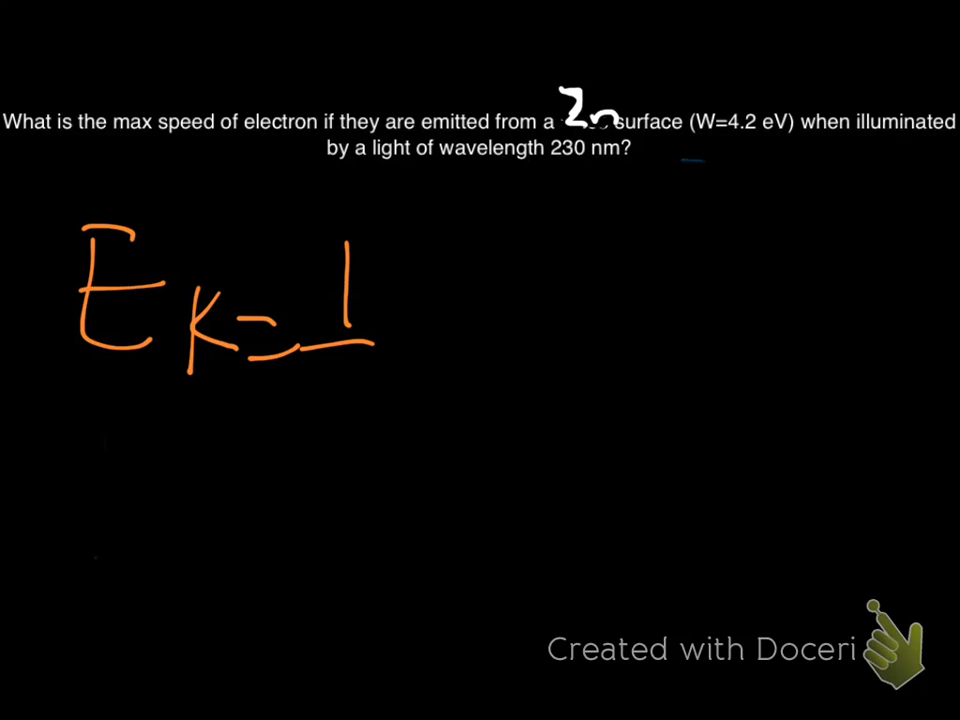 What is the max speed of electron if they are emitted from a Zn surface (W=4.2 eV) when illuminated
by a light of wavelength 230 nm?
E K = 1
Created with Doceri